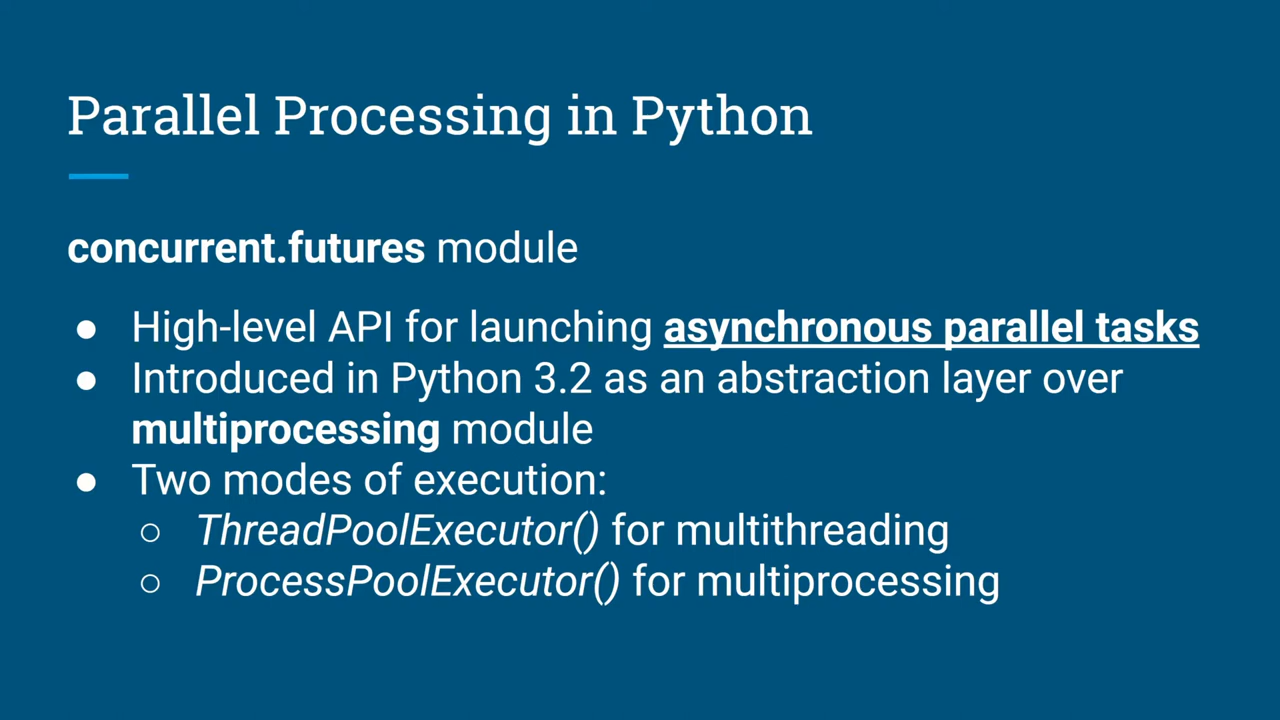 Parallel Processing in Python
concurrent.futures module
● High-level API for launching asynchronous parallel tasks
● Introduced in Python 3.2 as an abstraction layer over
multiprocessing module
● Two modes of execution:
○ ThreadPoolExecutor() for multithreading
○ ProcessPoolExecutor() for multiprocessing